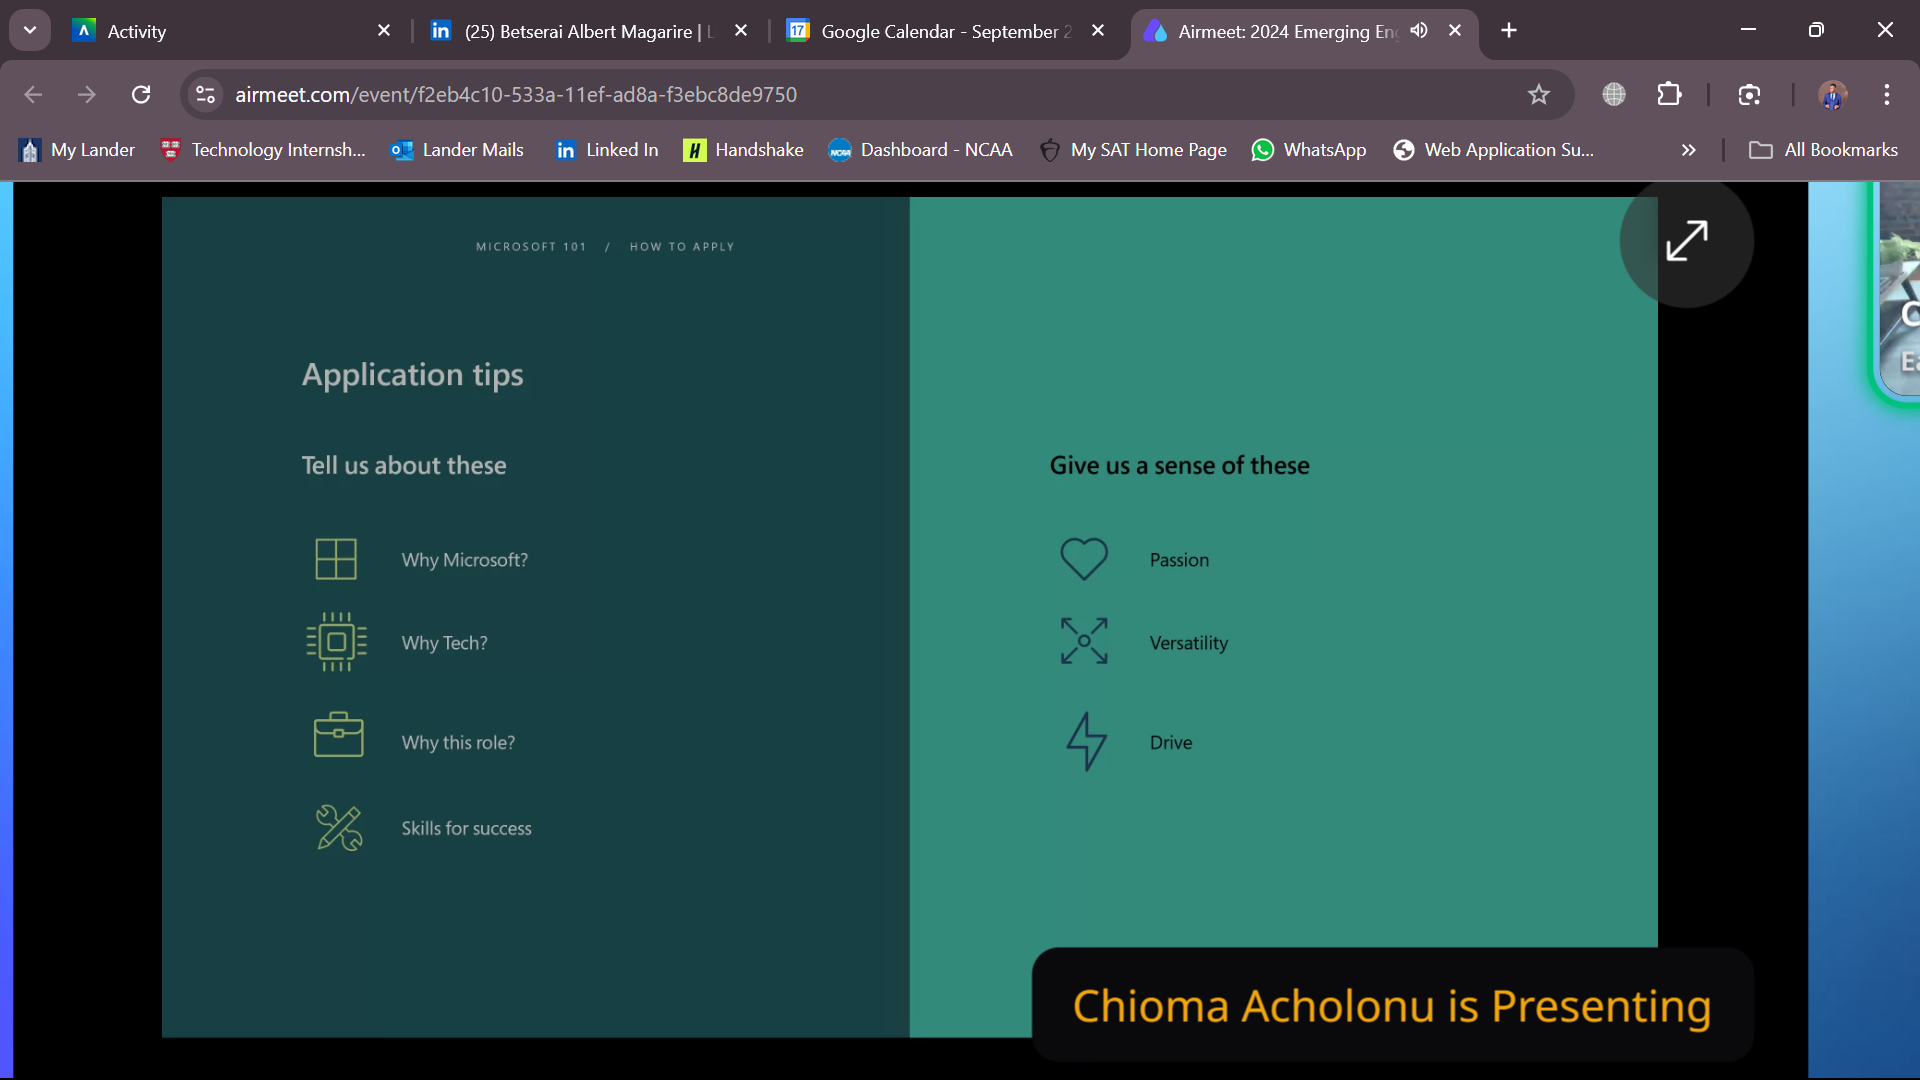 Activity
(25) Betserai Albert Magarire | L
17
Google Calendar - September 2
Airmeet: 2024 Emerging En
airmeet.com/event/f2eb4c10-533a-11ef-ad8a-f3ebc8de9750
My Lander
Technology Internsh...
Lander Mails
Linked In
Handshake
Dashboard - NCAA
My SAT Home Page
WhatsApp
Web Application Su...
All Bookmarks
MICROSOFT 101 / HOW TO APPLY
Application tips
Tell us about these
Why Microsoft?
Why Tech?
Why this role?
Skills for success
Give us a sense of these
Passion
Versatility
Drive
Chioma Acholonu is Presenting